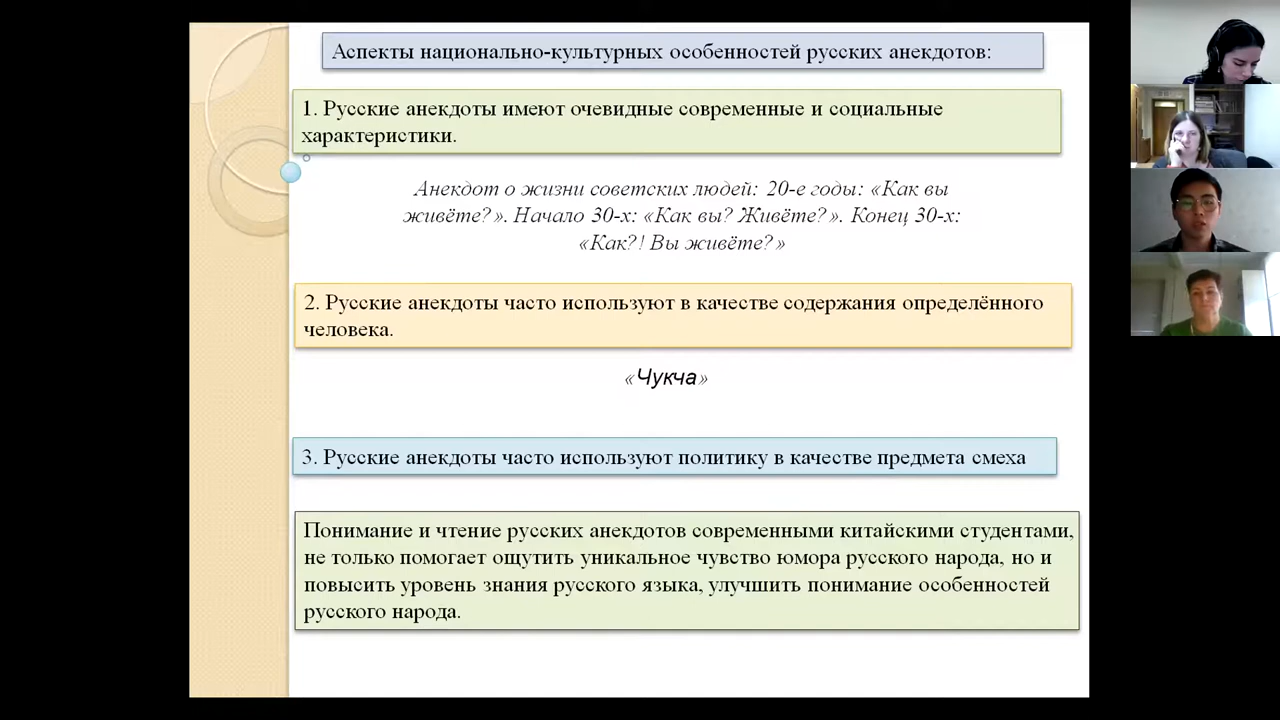 Аспекты национально-культурных особенностей русских анекдотов:
1. Русские анекдоты имеют очевидные современные и социальные
характеристики.
Анекдот о жизни советских людей: 20-е годы: «Как вы
живёте?». Начало 30-х: «Как вы? Живёте?». Конец 30-х:
«Как?! Вы живёте?»
2. Русские анекдоты часто используют в качестве содержания определённого
человека.
«Чукча»
3. Русские анекдоты часто используют политику в качестве предмета смеха
Понимание и чтение русских анекдотов современными китайскими студентами,
не только помогает ощутить уникальное чувство юмора русского народа, но и
повысить уровень знания русского языка, улучшить понимание особенностей
русского народа.